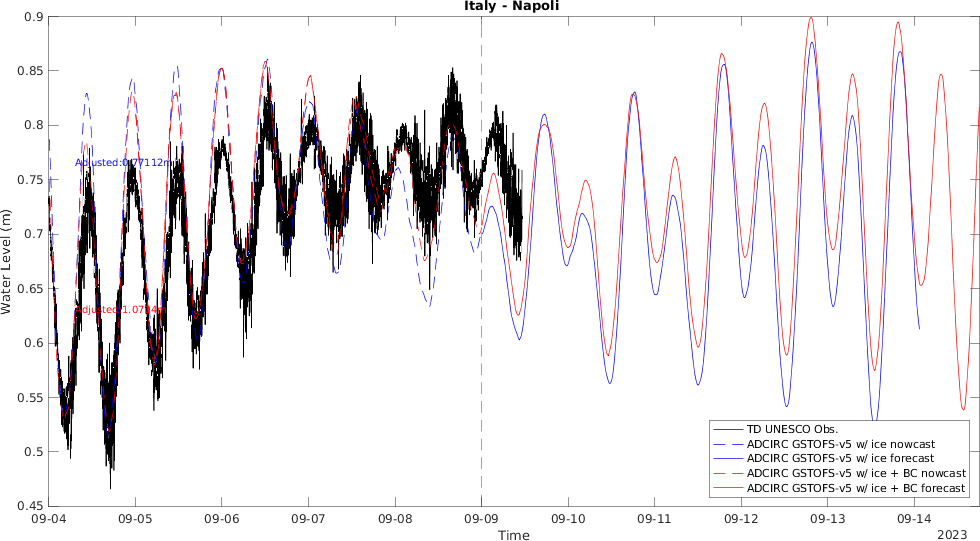 Italy - Napoli
0.9
0.85
0.8
0.75
0.7
0.65
0.6
0.55
0.5
0.45
Water Level (m)
Adjusted:0.77112m
09-04
09-05
09-06
09-07
09-08
09-09
09-10
09-11
09-12
09-13
09-14
Time
2023
TD UNESCO Obs.
ADCIRC GSTOFS-v5 w/ ice nowcast
ADCIRC GSTOFS-v5 w/ ice forecast
ADCIRC GSTOFS-v5 w/ ice + BC nowcast
ADCIRC GSTOFS-v5 w/ ice + BC forecast